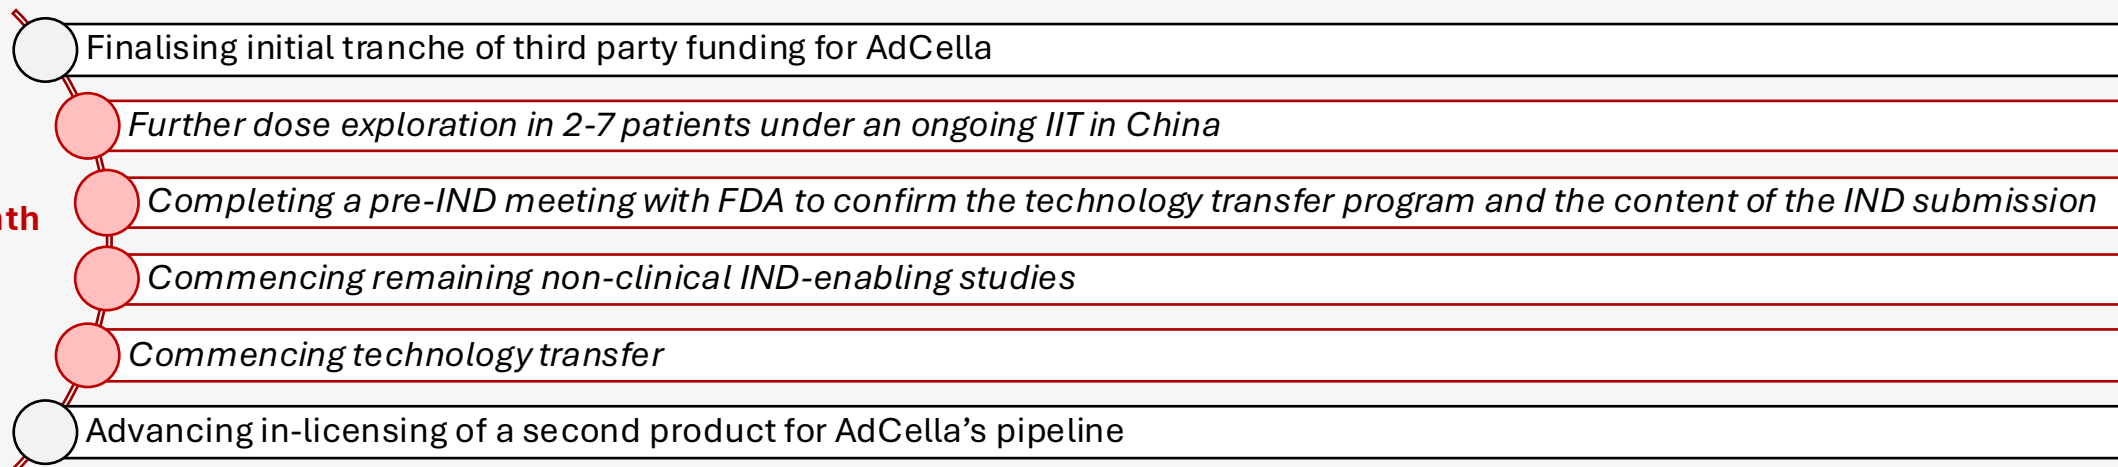 Finalising initial tranche of third party funding for AdCella
Further dose exploration in 2-7 patients under an ongoing IIT in China
Completing a pre-IND meeting with FDA to confirm the technology transfer program and the content of the IND submission
Commencing remaining non-clinical IND-enabling studies
Commencing technology transfer
Advancing in-licensing of a second product for AdCella’s pipeline